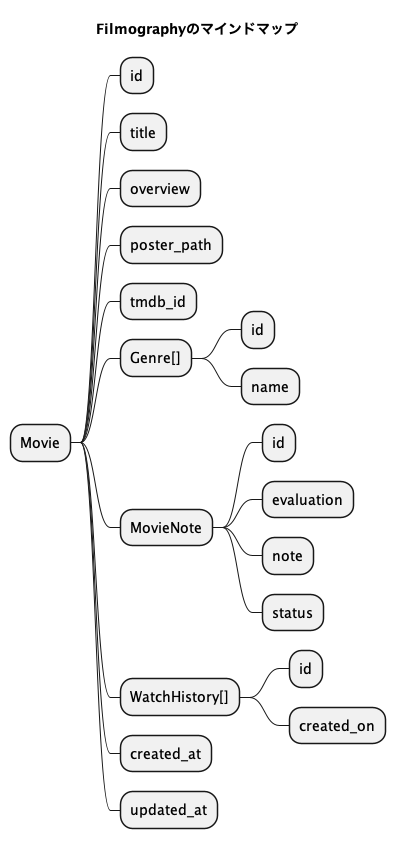 Filmographyのマインドマップ
id
title
overview
poster_path
tmdb_id
Genre[]
id
name
Movie
MovieNote
id
evaluation
note
status
WatchHistory[]
id
created_on
created_at
updated_at